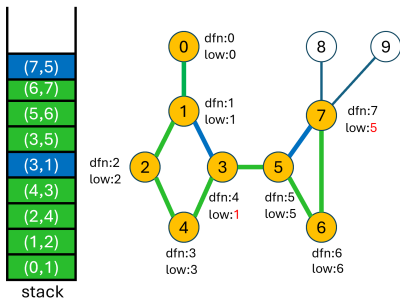 (7,5)
(6,7)
(5,6)
(3,5)
(3,1)
(4,3)
(2,4)
(1,2)
(0,1)
stack
0
dfn:0
low:0
8
9
1
dfn:1
low:1
7
dfn:7
low:5
dfn:2
low:2
2
3
5
dfn:4
low:1
dfn:5
low:5
4
6
dfn:3
low:3
dfn:6
low:6